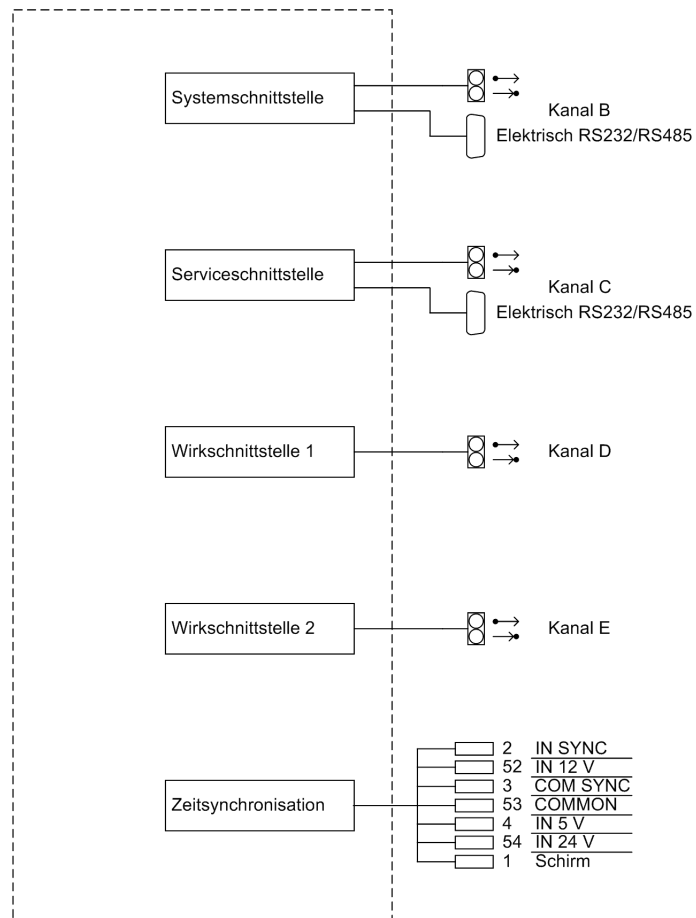 Systemschnittstelle
Kanal B
Elektrisch RS232/RS485
Serviceschnittstelle
Kanal C
Elektrisch RS232/RS485
Wirkschnittstelle 1
Kanal D
Wirkschnittstelle 2
Kanal E
Zeitsynchronisation
2 IN SYNC
52 IN 12 V
3 COM SYNC
53 COMMON
4 IN 5 V
54 IN 24 V
1 Schirm